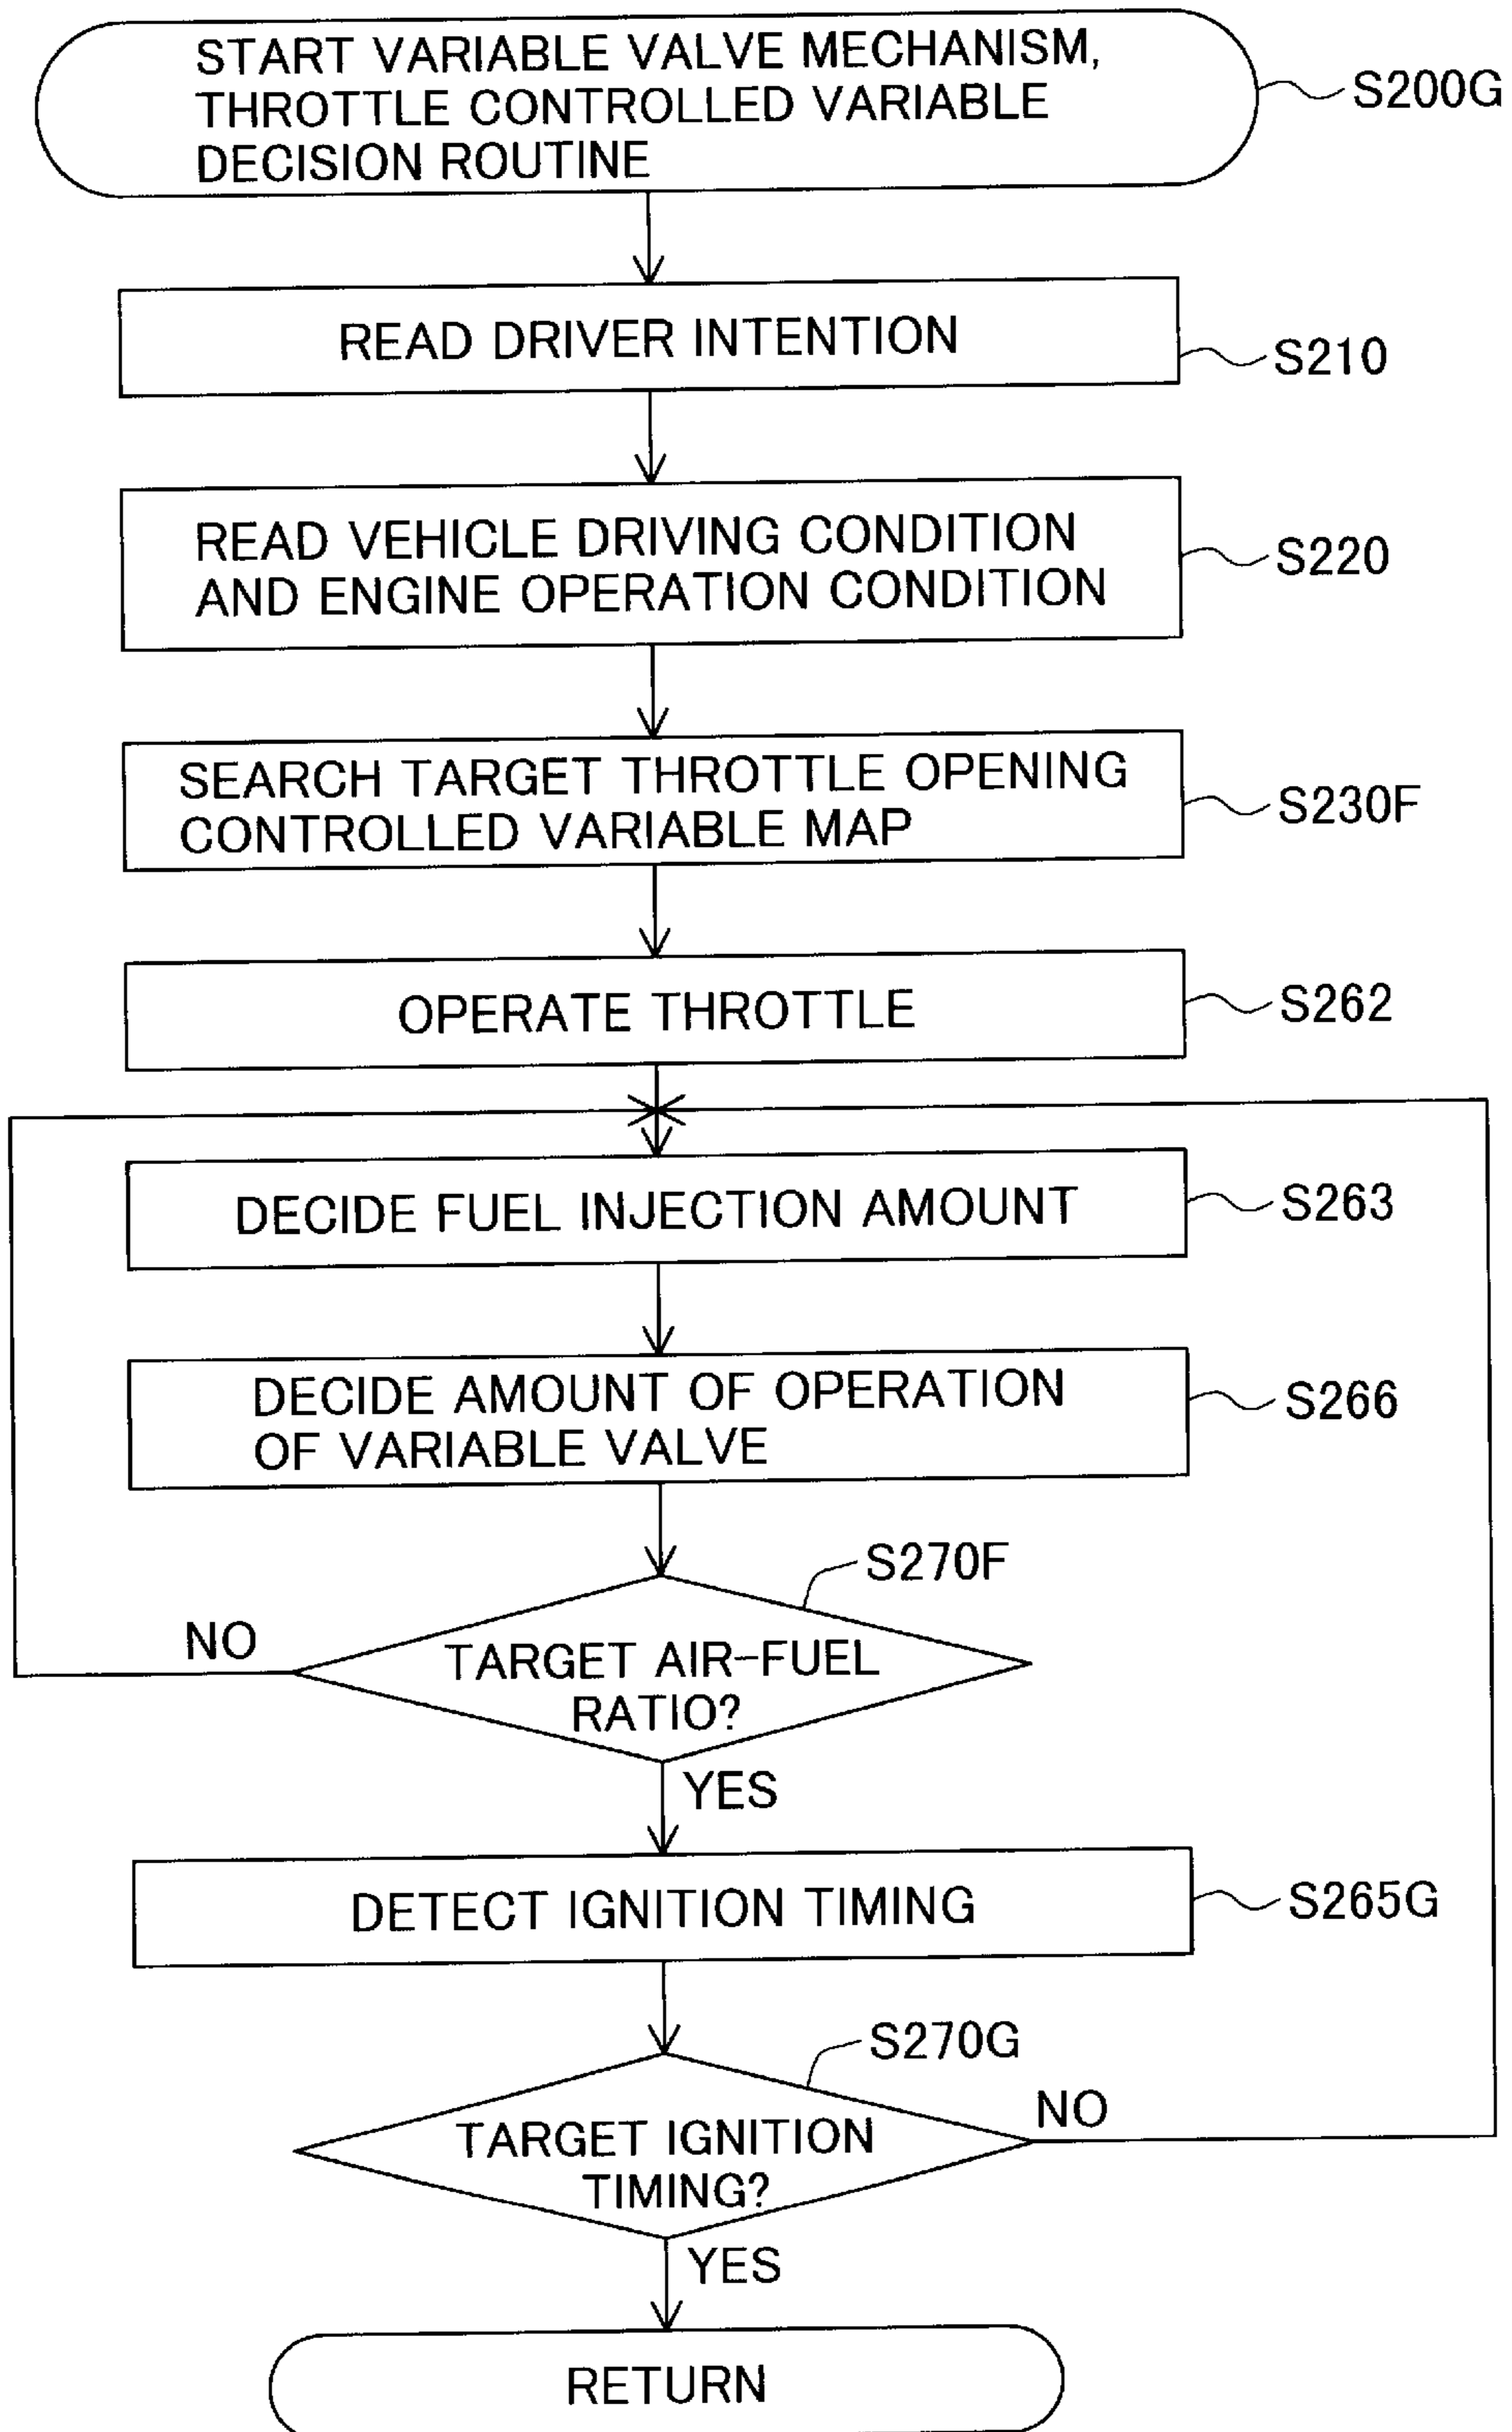 START VARIABLE VALVE MECHANISM,
THROTTLE CONTROLLED VARIABLE
DECISION ROUTINE
S200G
READ DRIVER INTENTION
S210
READ VEHICLE DRIVING CONDITION
AND ENGINE OPERATION CONDITION
S220
SEARCH TARGET THROTTLE OPENING
CONTROLLED VARIABLE MAP
S230F
OPERATE THROTTLE
S262
DECIDE FUEL INJECTION AMOUNT
S263
DECIDE AMOUNT OF OPERATION
OF VARIABLE VALVE
S266
S270F
NO
TARGET AIR-FUEL
RATIO?
YES
DETECT IGNITION TIMING
S265G
S270G
NO
TARGET IGNITION
TIMING?
YES
RETURN